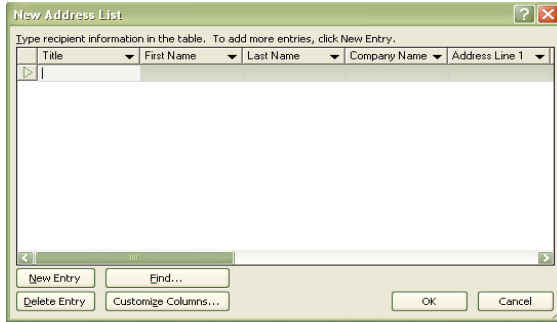 New Address List
Type recipient information in the table. To add more entries, click New Entry.
Title First Name Last Name Company Name Address Line 1
New Entry Find...
Delete Entry Customize Columns... OK Cancel